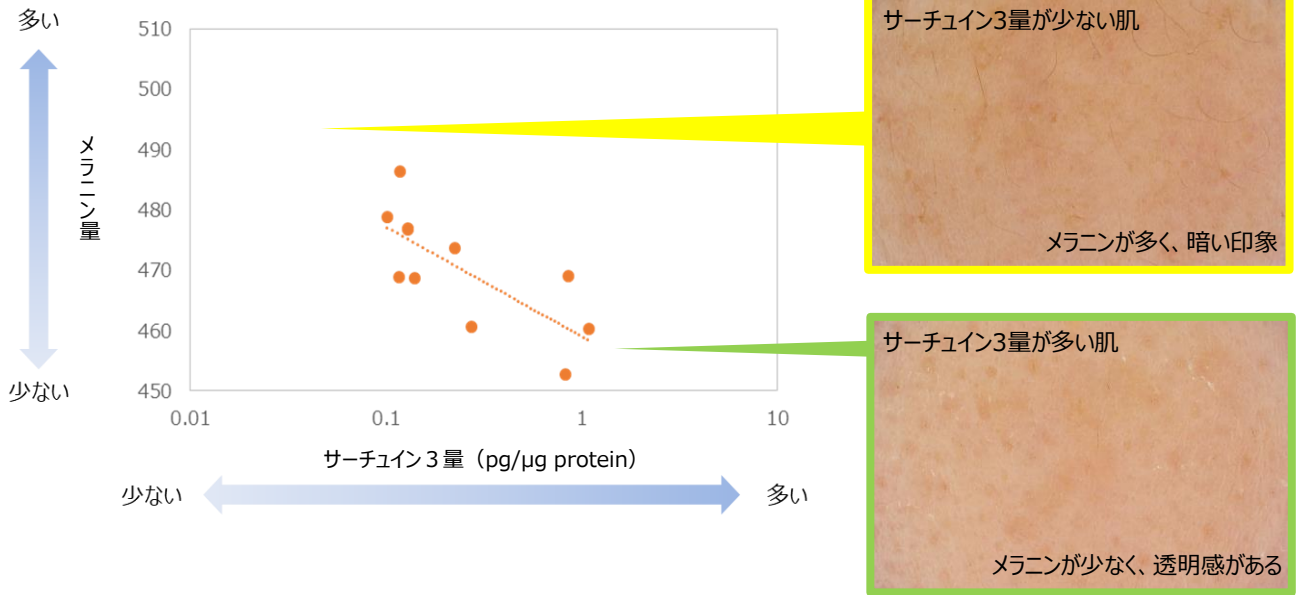 多い
メラニン量
少ない
510
500
490
480
470
460
450
0.01
0.1
1
10
サーチュイン３量（pg/μg protein）
少ない
多い
サーチュイン3量が少ない肌
メラニンが多く、暗い印象
サーチュイン3量が多い肌
メラニンが少なく、透明感がある